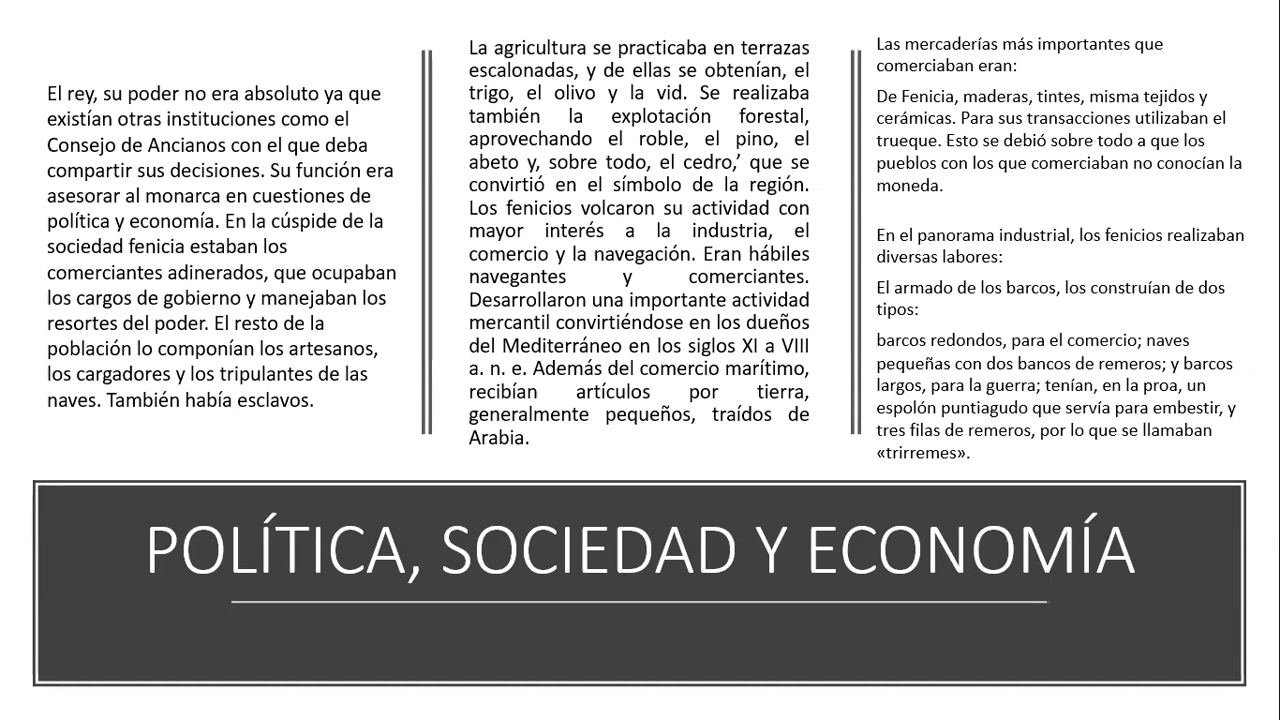 El rey, su poder no era absoluto ya que
existían otras instituciones como el
Consejo de Ancianos con el que deba
compartir sus decisiones. Su función era
asesorar al monarca en cuestiones de
política y economía. En la cúspide de la
sociedad fenicia estaban los
comerciantes adinerados, que ocupaban
los cargos de gobierno y manejaban los
resortes del poder. El resto de la
población lo componían los artesanos,
los cargadores y los tripulantes de las
naves. También había esclavos.
La agricultura se practicaba en terrazas
escalonadas, y de ellas se obtenían, el
trigo, el olivo y la vid. Se realizaba
también la explotación forestal,
aprovechando el roble, el pino, el
abeto y, sobre todo, el cedro,’ que se
convirtió en el símbolo de la región.
Los fenicios volcaron su actividad con
mayor interés a la industria, el
comercio y la navegación. Eran hábiles
navegantes y comerciantes.
Desarrollaron una importante actividad
mercantil convirtiéndose en los dueños
del Mediterráneo en los siglos XI a VIII
a. n. e. Además del comercio marítimo,
recibían artículos por tierra,
generalmente pequeños, traídos de
Arabia.
Las mercaderías más importantes que
comerciaban eran:
De Fenicia, maderas, tintes, misma tejidos y
cerámicas. Para sus transacciones utilizaban el
trueque. Esto se debió sobre todo a que los
pueblos con los que comerciaban no conocían la
moneda.
En el panorama industrial, los fenicios realizaban
diversas labores:
El armado de los barcos, los construían de dos
tipos:
barcos redondos, para el comercio; naves
pequeñas con dos bancos de remeros; y barcos
largos, para la guerra; tenían, en la proa, un
espolón puntiagudo que servía para embestir, y
tres filas de remeros, por lo que se llamaban
«trirremes».
POLÍTICA, SOCIEDAD Y ECONOMÍA